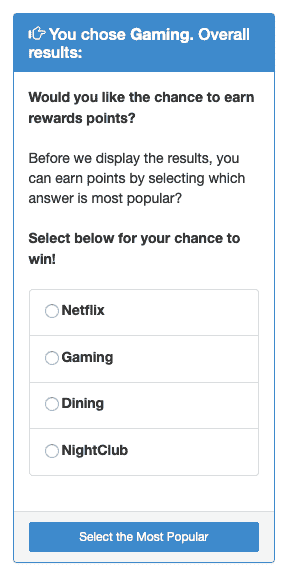 You chose Gaming. Overall
results:
Would you like the chance to earn
rewards points?
Before we display the results, you
can earn points by selecting which
answer is most popular?
Select below for your chance to
win!
Netflix
Gaming
Dining
NightClub
Select the Most Popular